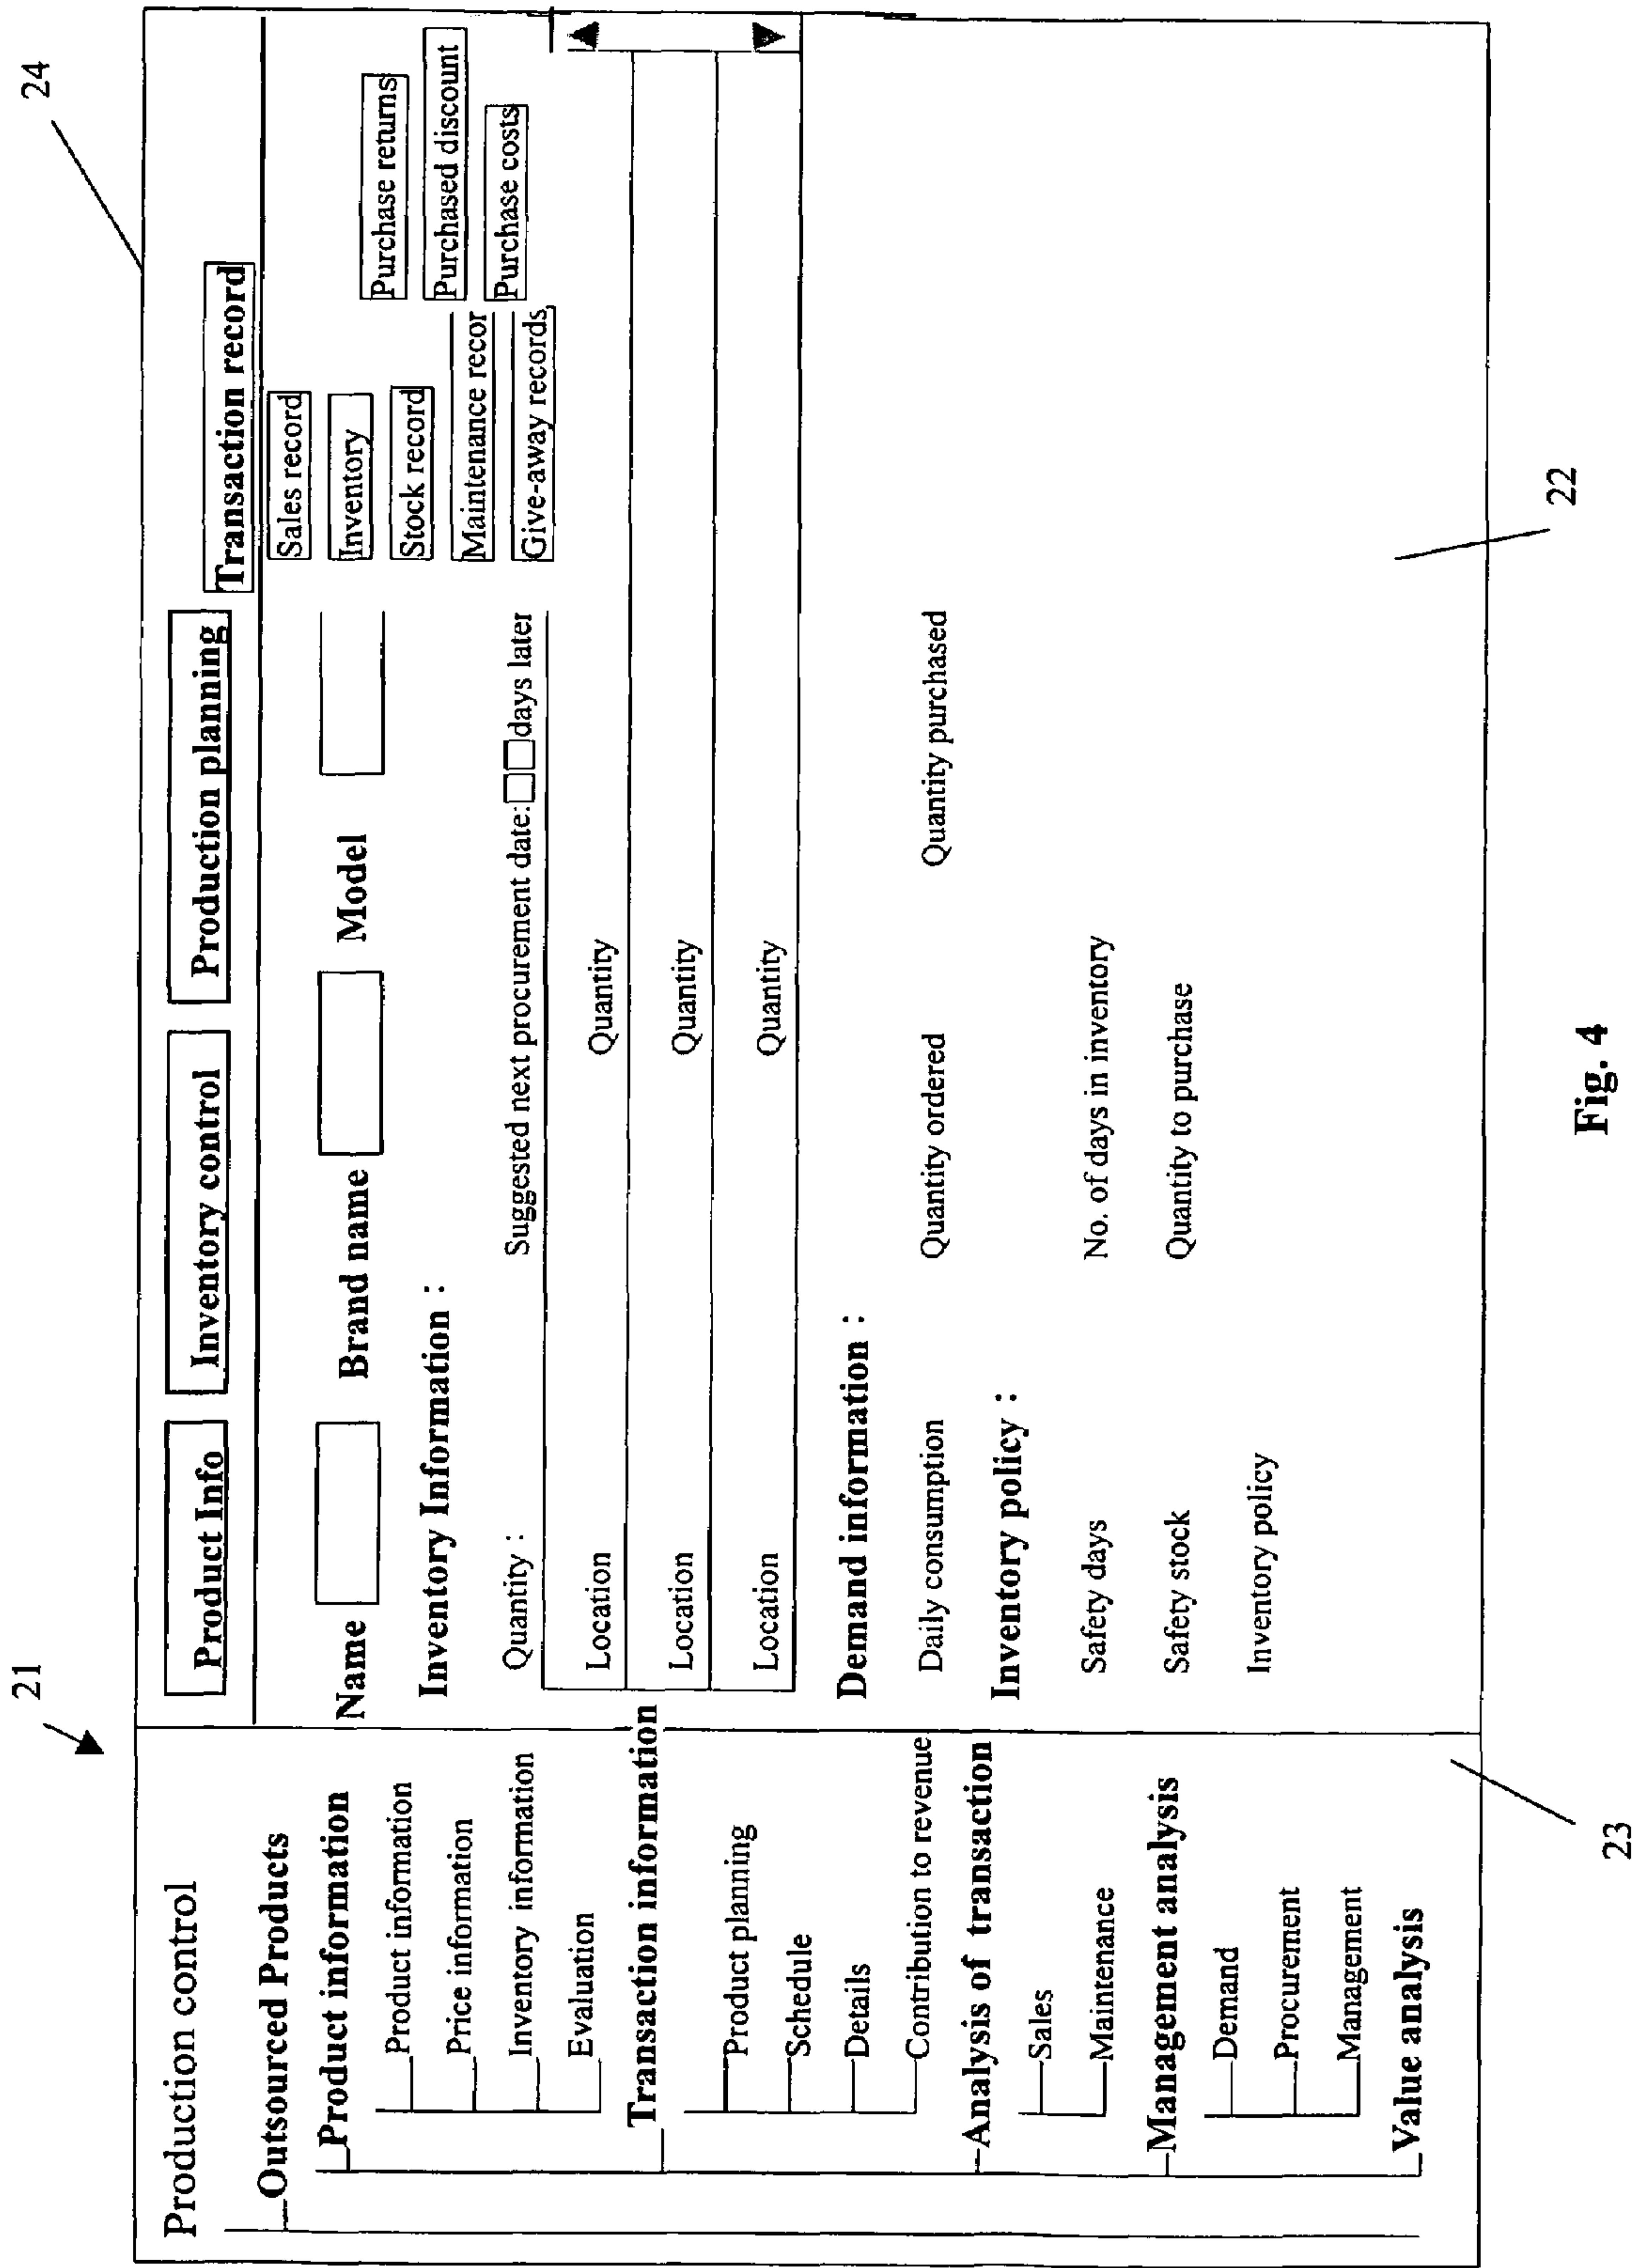 21
24
Production control
Outsourced Products
Product information
Product information
Price information
Inventory information
Evaluation
Transaction information
Product planning
Schedule
Details
Contribution to revenue
Analysis of transaction
Sales
Maintenance
Management analysis
Demand
Procurement
Management
Value analysis
Product Info Inventory control Production planning
Transaction record
Sales record
Inventory
Stock record
Maintenance recor
Give-away records
Purchase returns
Purchased discount
Purchase costs
Name Brand name Model
Inventory Information :
Quantity : Suggested next procurement date: days later
Location Quantity
Location Quantity
Location Quantity
Demand information :
Daily consumption Quantity ordered Quantity purchased
Inventory policy :
Safety days No. of days in inventory
Safety stock Quantity to purchase
Inventory policy
23
22
Fig. 4